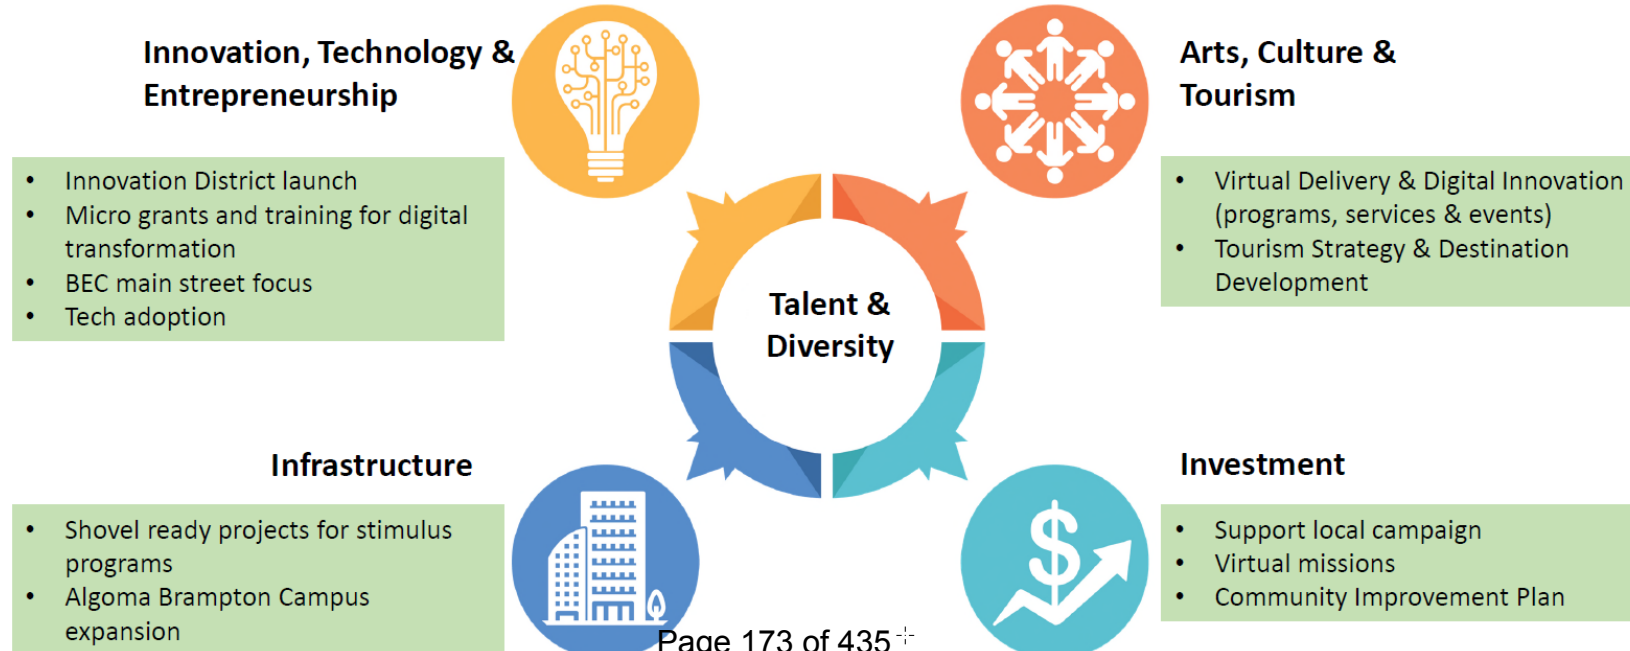 Innovation, Technology &
Entrepreneurship
• Innovation District launch
• Micro grants and training for digital
transformation
• BEC main street focus
• Tech adoption
Arts, Culture &
Tourism
• Virtual Delivery & Digital Innovation
(programs, services & events)
• Tourism Strategy & Destination
Development
Talent &
Diversity
Infrastructure
• Shovel ready projects for stimulus
programs
• Algoma Brampton Campus
expansion
Investment
• Support local campaign
• Virtual missions
• Community Improvement Plan
$
Page 173 of 435